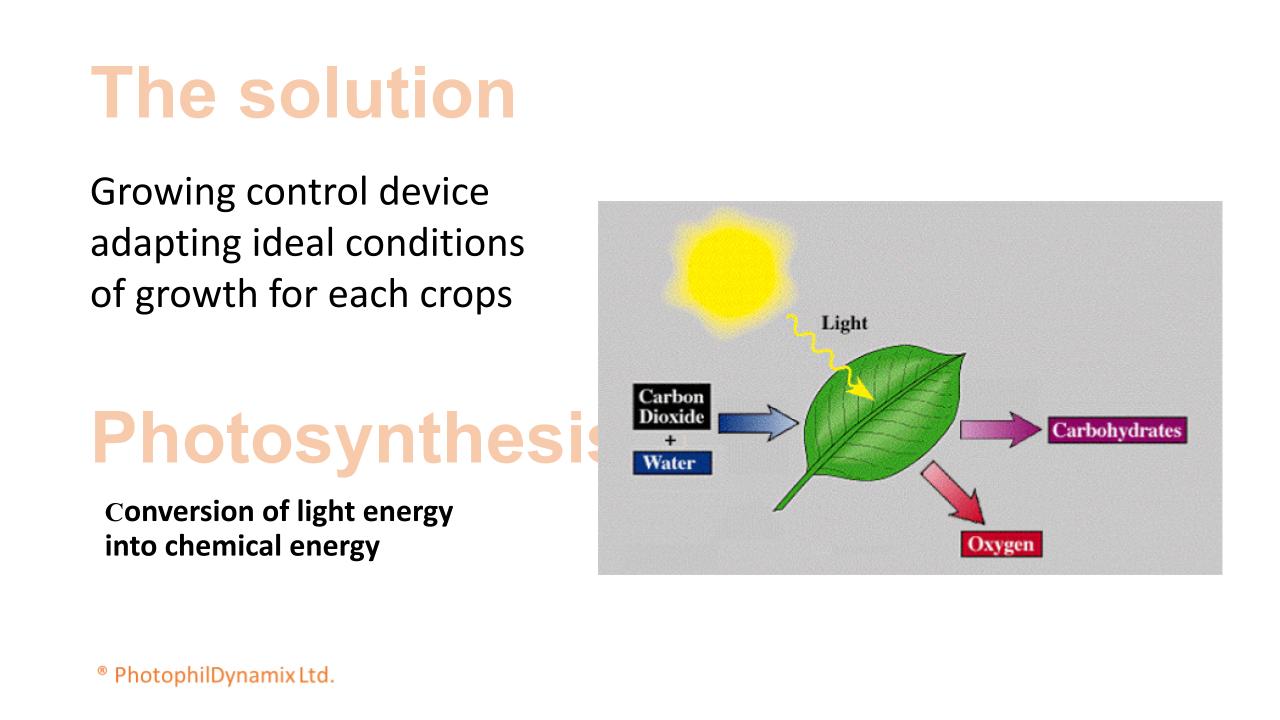 The solution
Growing control device
adapting ideal conditions
of growth for each crops
Photosynthesis
Conversion of light energy
into chemical energy
Light
Carbon
Dioxide
+
Water
Carbohydrates
Oxygen
® PhotophilDynamix Ltd.